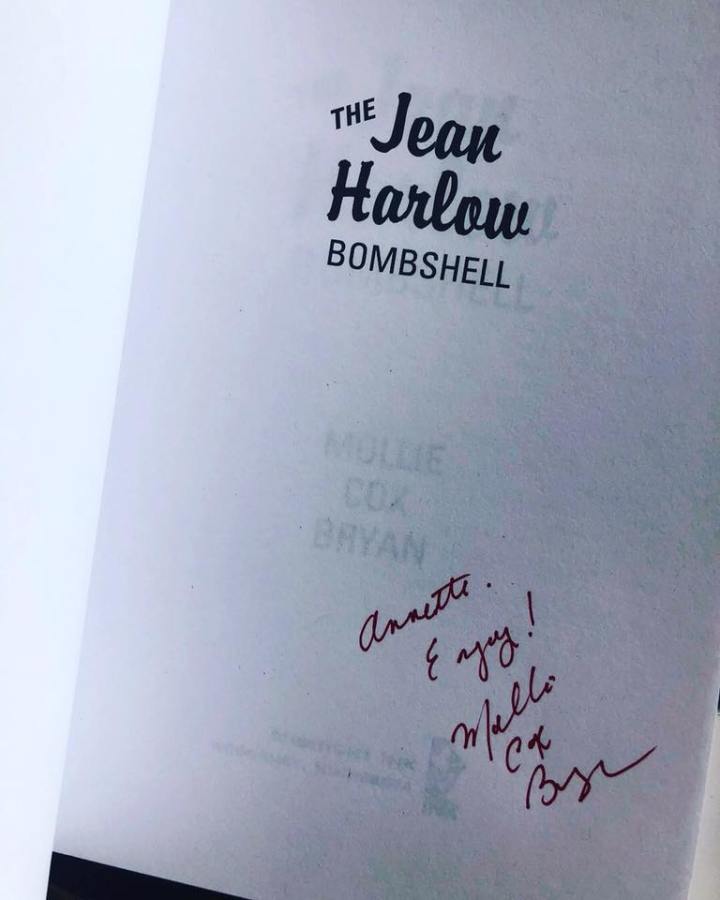 THE Jean
Harlow
BOMBSHELL
MOLLIE
COX
BRYAN
Annette.
Enjoy!
Mollie
Cox
Bryan